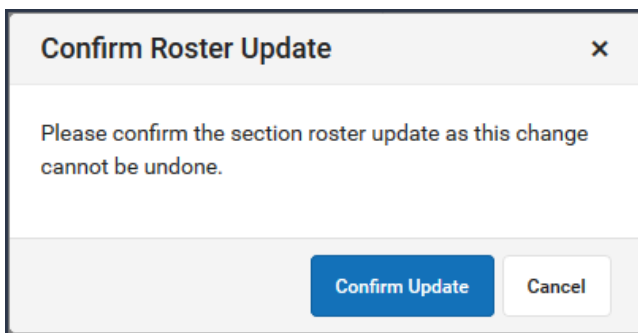 Confirm Roster Update ×
Please confirm the section roster update as this change
cannot be undone.
Confirm Update Cancel